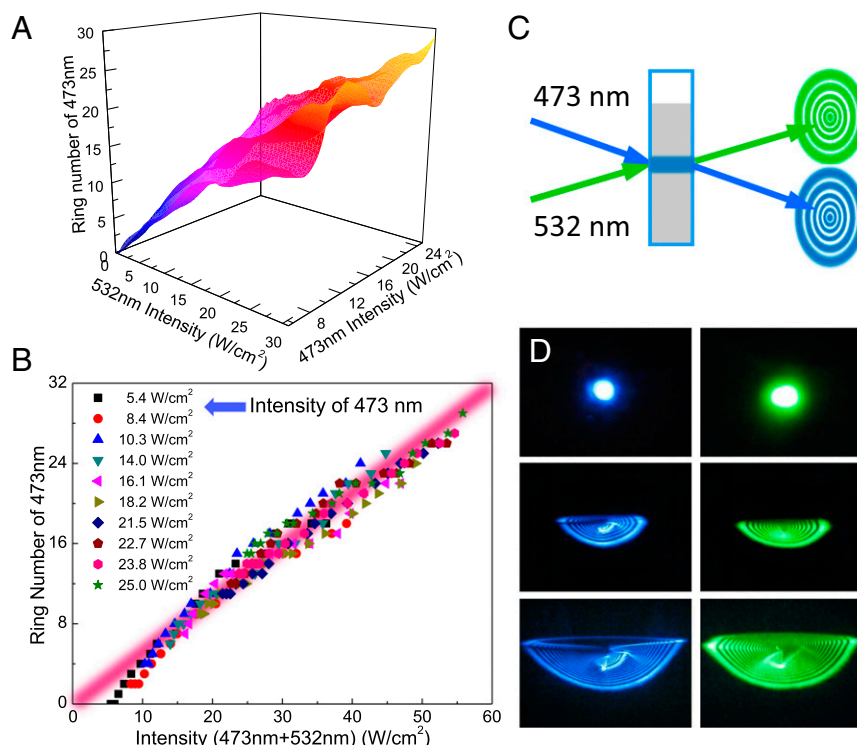 A
30
25
20
15
10
5
0
Ring number of 473nm
0
5
10
15
20
25
30
532nm Intensity (W/cm²)
8
12
16
20
24
473nm Intensity (W/cm²)
C
473 nm
532 nm
B
32
24
16
8
0
Ring Number of 473nm
5.4 W/cm²
8.4 W/cm²
10.3 W/cm²
14.0 W/cm²
16.1 W/cm²
18.2 W/cm²
21.5 W/cm²
22.7 W/cm²
23.8 W/cm²
25.0 W/cm²
Intensity of 473 nm
0 10 20 30 40 50 60
Intensity (473nm+532nm) (W/cm²)
D